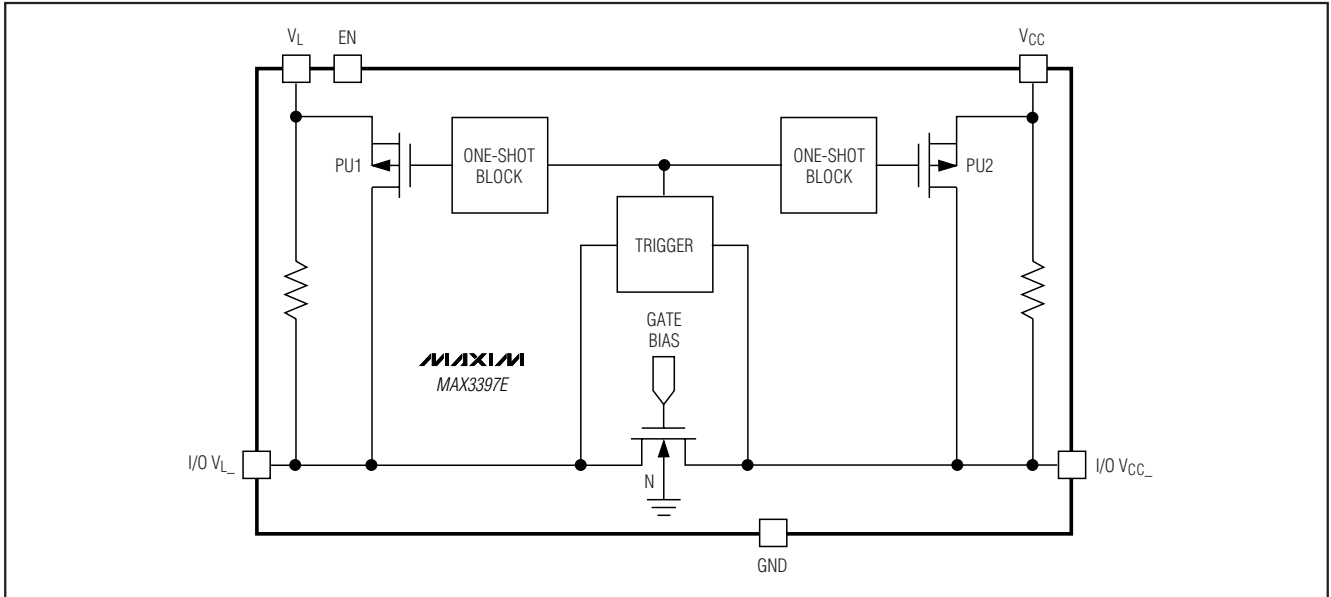 VL
EN
VCC
PU1
ONE-SHOT
BLOCK
ONE-SHOT
BLOCK
PU2
TRIGGER
GATE
BIAS
MAXIM
MAX3397E
I/O VL_
N
I/O VCC_
GND